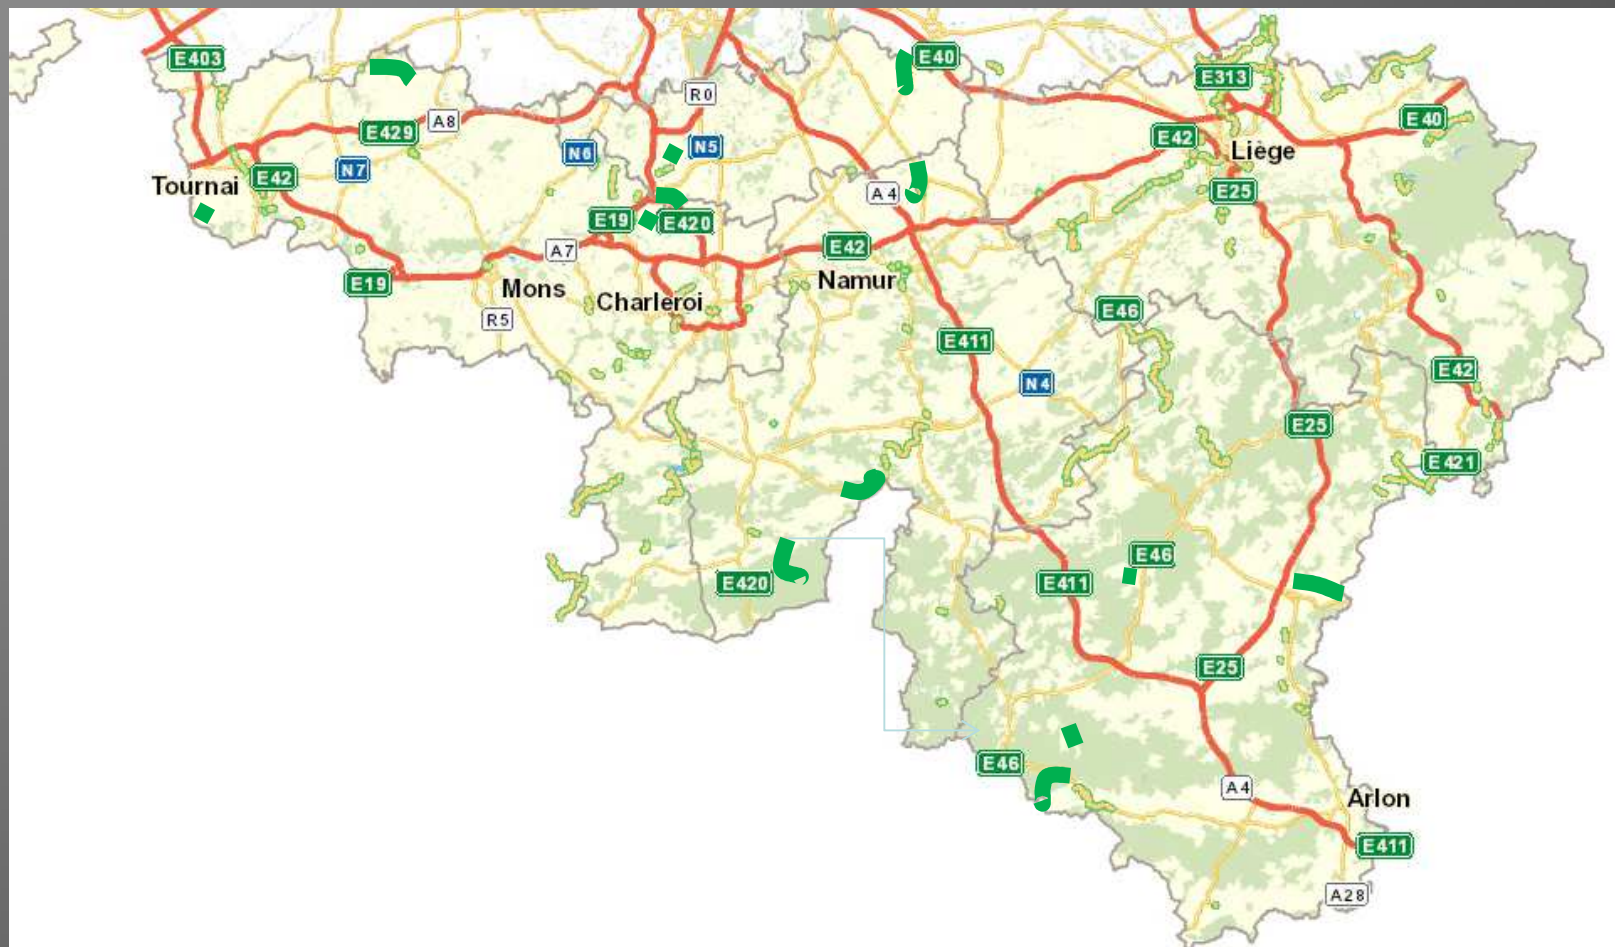 E403
E40
E313
R0
A8
E429
E40
E42
N5
N6
Liège
N7
E42
Tournai
A4
E25
E19
E420
A7
E42
Namur
E19
Mons
Charleroi
R5
E46
E411
E42
N4
E25
E421
E46
E420
E411
E25
E46
A4
Arlon
E411
A28